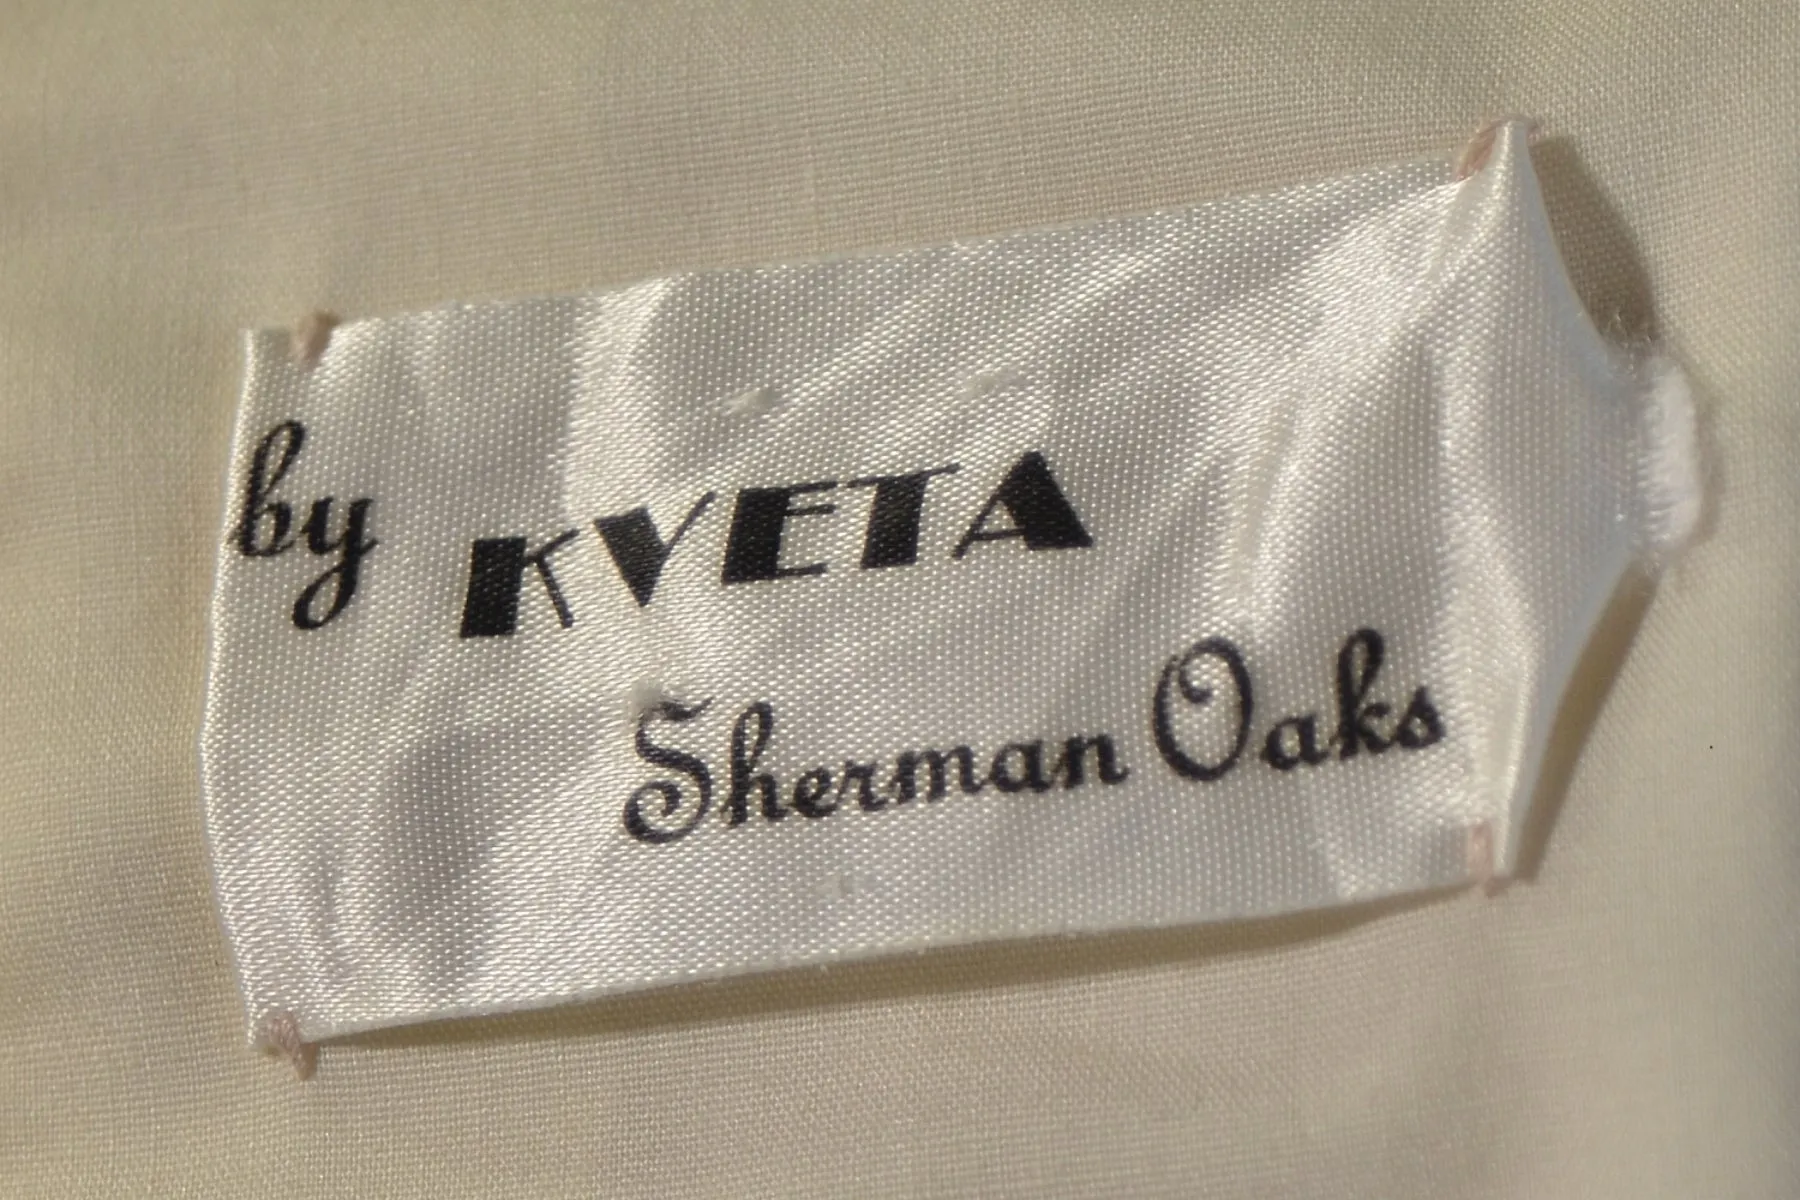 by KVETA
Sherman Oaks